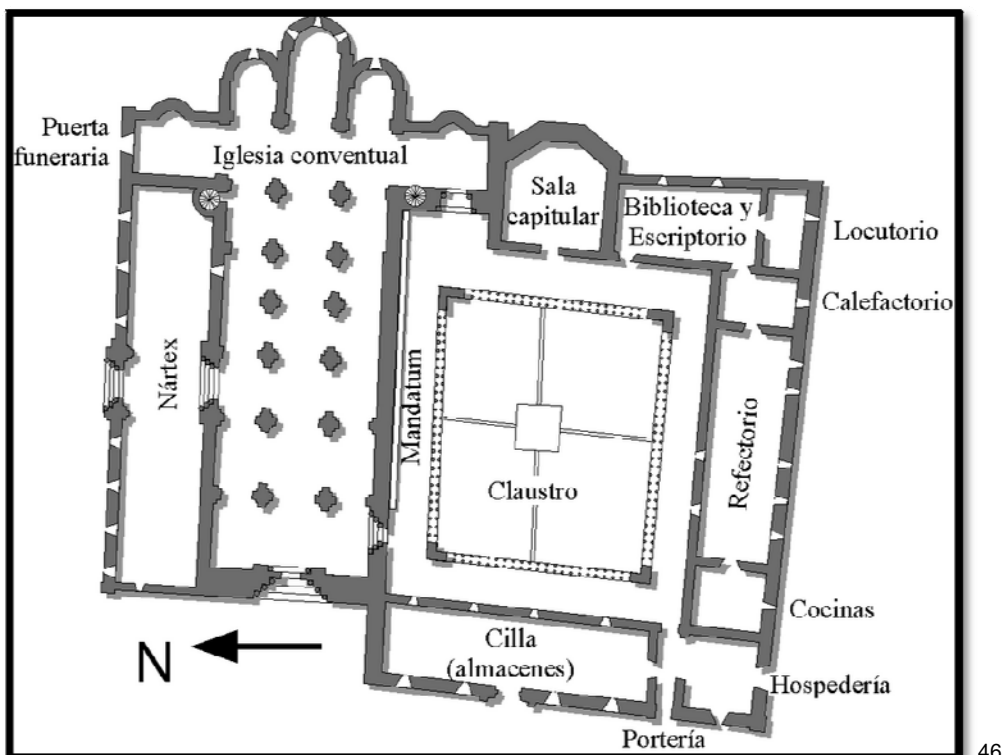 Puerta
funeraria
Iglesia conventual
Sala
capitular
Biblioteca y
Escriptorio
Locutorio
Calefactorio
Nártex
Mandatum
Refectorio
Claustro
Cocinas
Cilla
(almacenes)
N
Hospedería
Portería
46